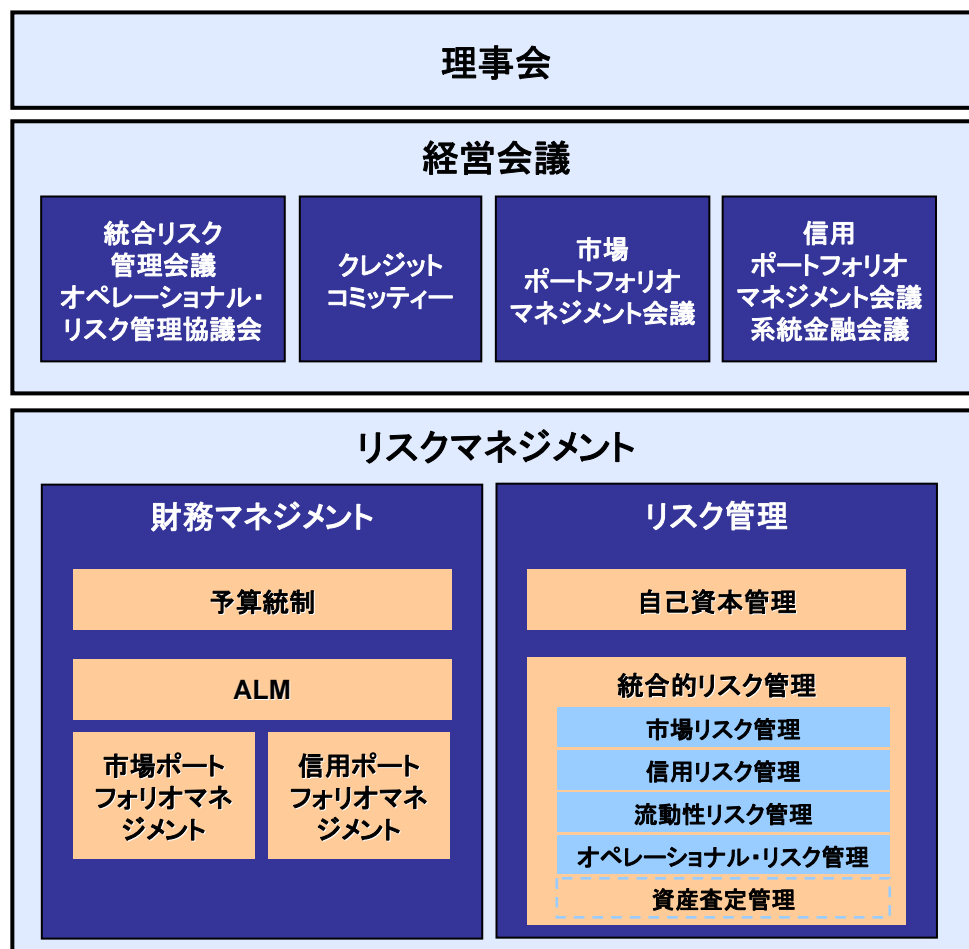 理事会
経営会議
統合リスク
管理会議
オペレーショナル・
リスク管理協議会
クレジット
コミッティー
市場
ポートフォリオ
マネジメント会議
信用
ポートフォリオ
マネジメント会議
系統金融会議
リスクマネジメント
財務マネジメント
予算統制
ALM
市場ポート
フォリオマネ
ジメント
信用ポート
フォリオマネ
ジメント
リスク管理
自己資本管理
統合的リスク管理
市場リスク管理
信用リスク管理
流動性リスク管理
オペレーショナル・リスク管理
資産査定管理